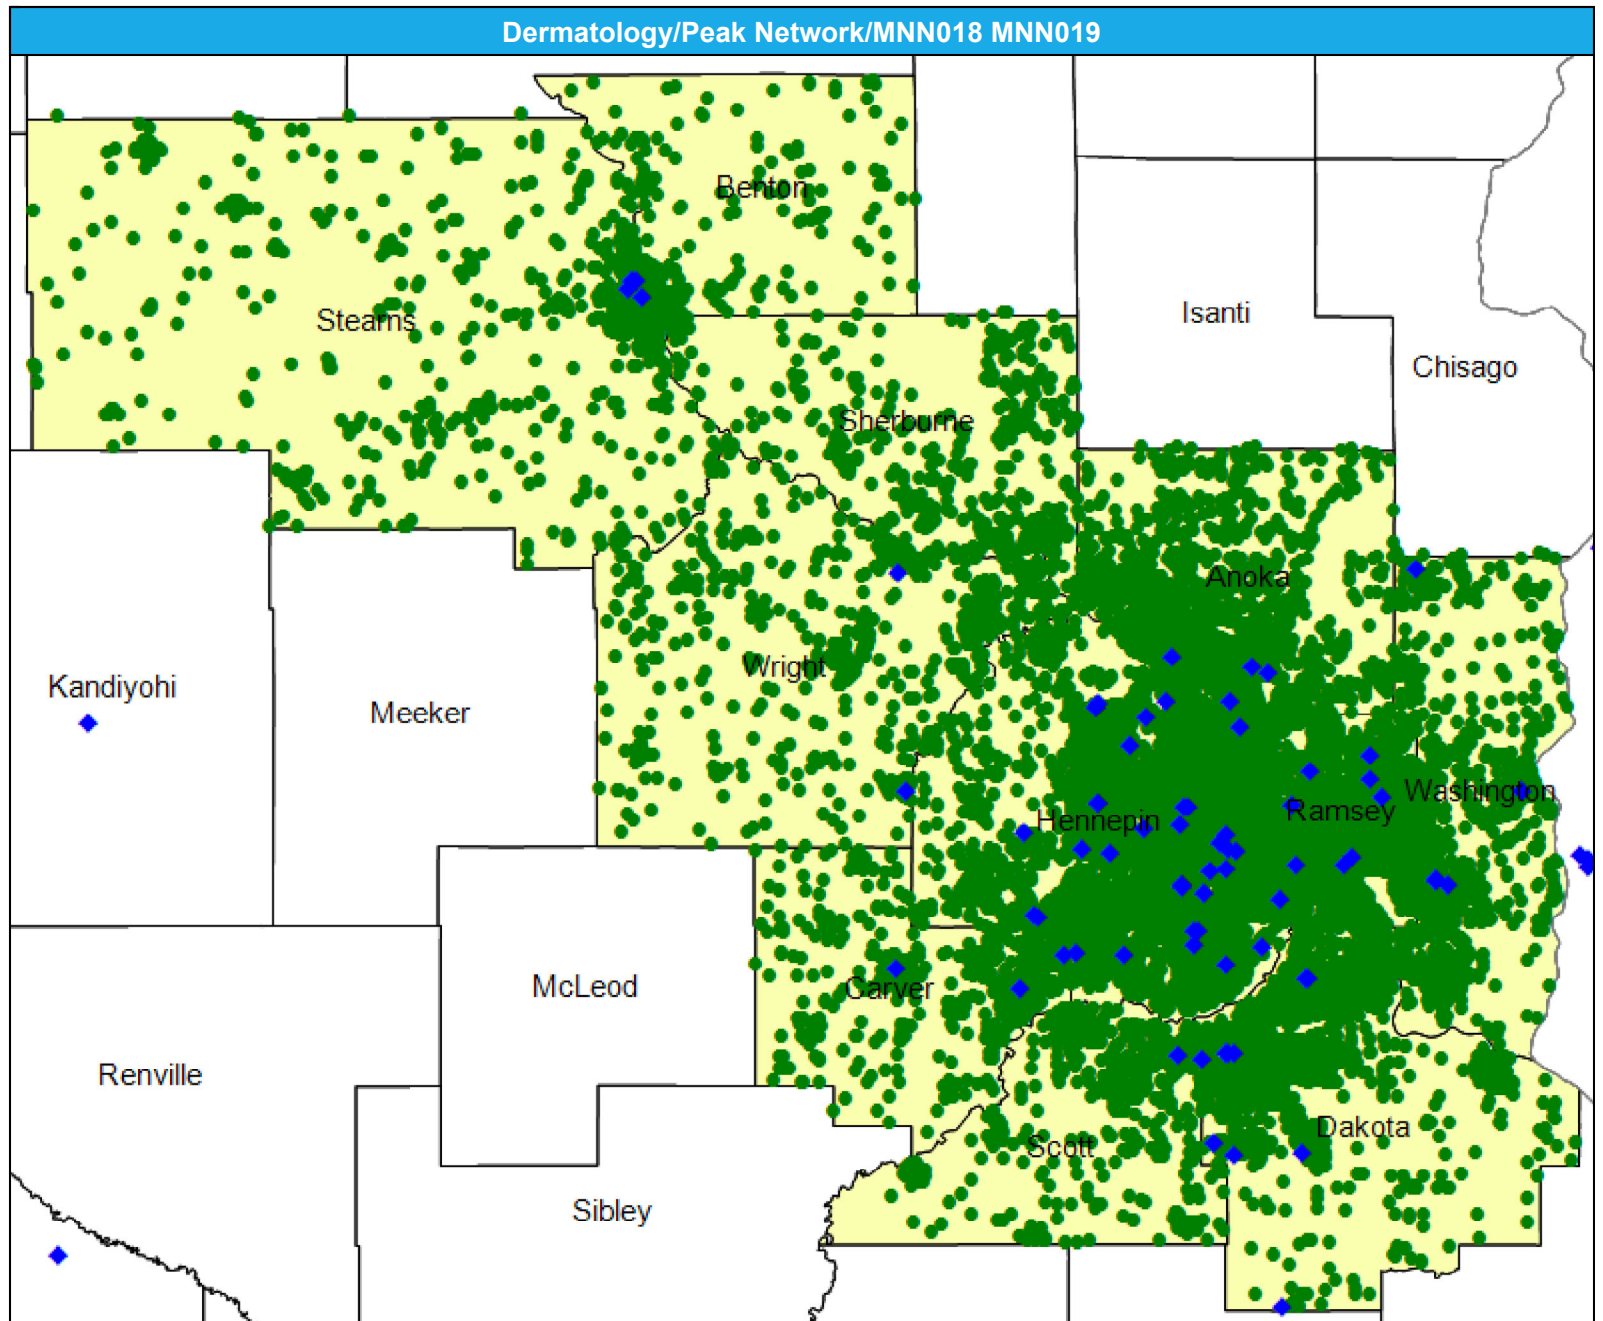 Dermatology/Peak Network/MNN018 MNN019
Benton
Stearns
Isanti
Chisago
Sherburne
Anoka
Wright
Kandiyohi
Meeker
Washington
Hennepin
Ramsey
McLeod
Carver
Renville
Dakota
Scott
Sibley